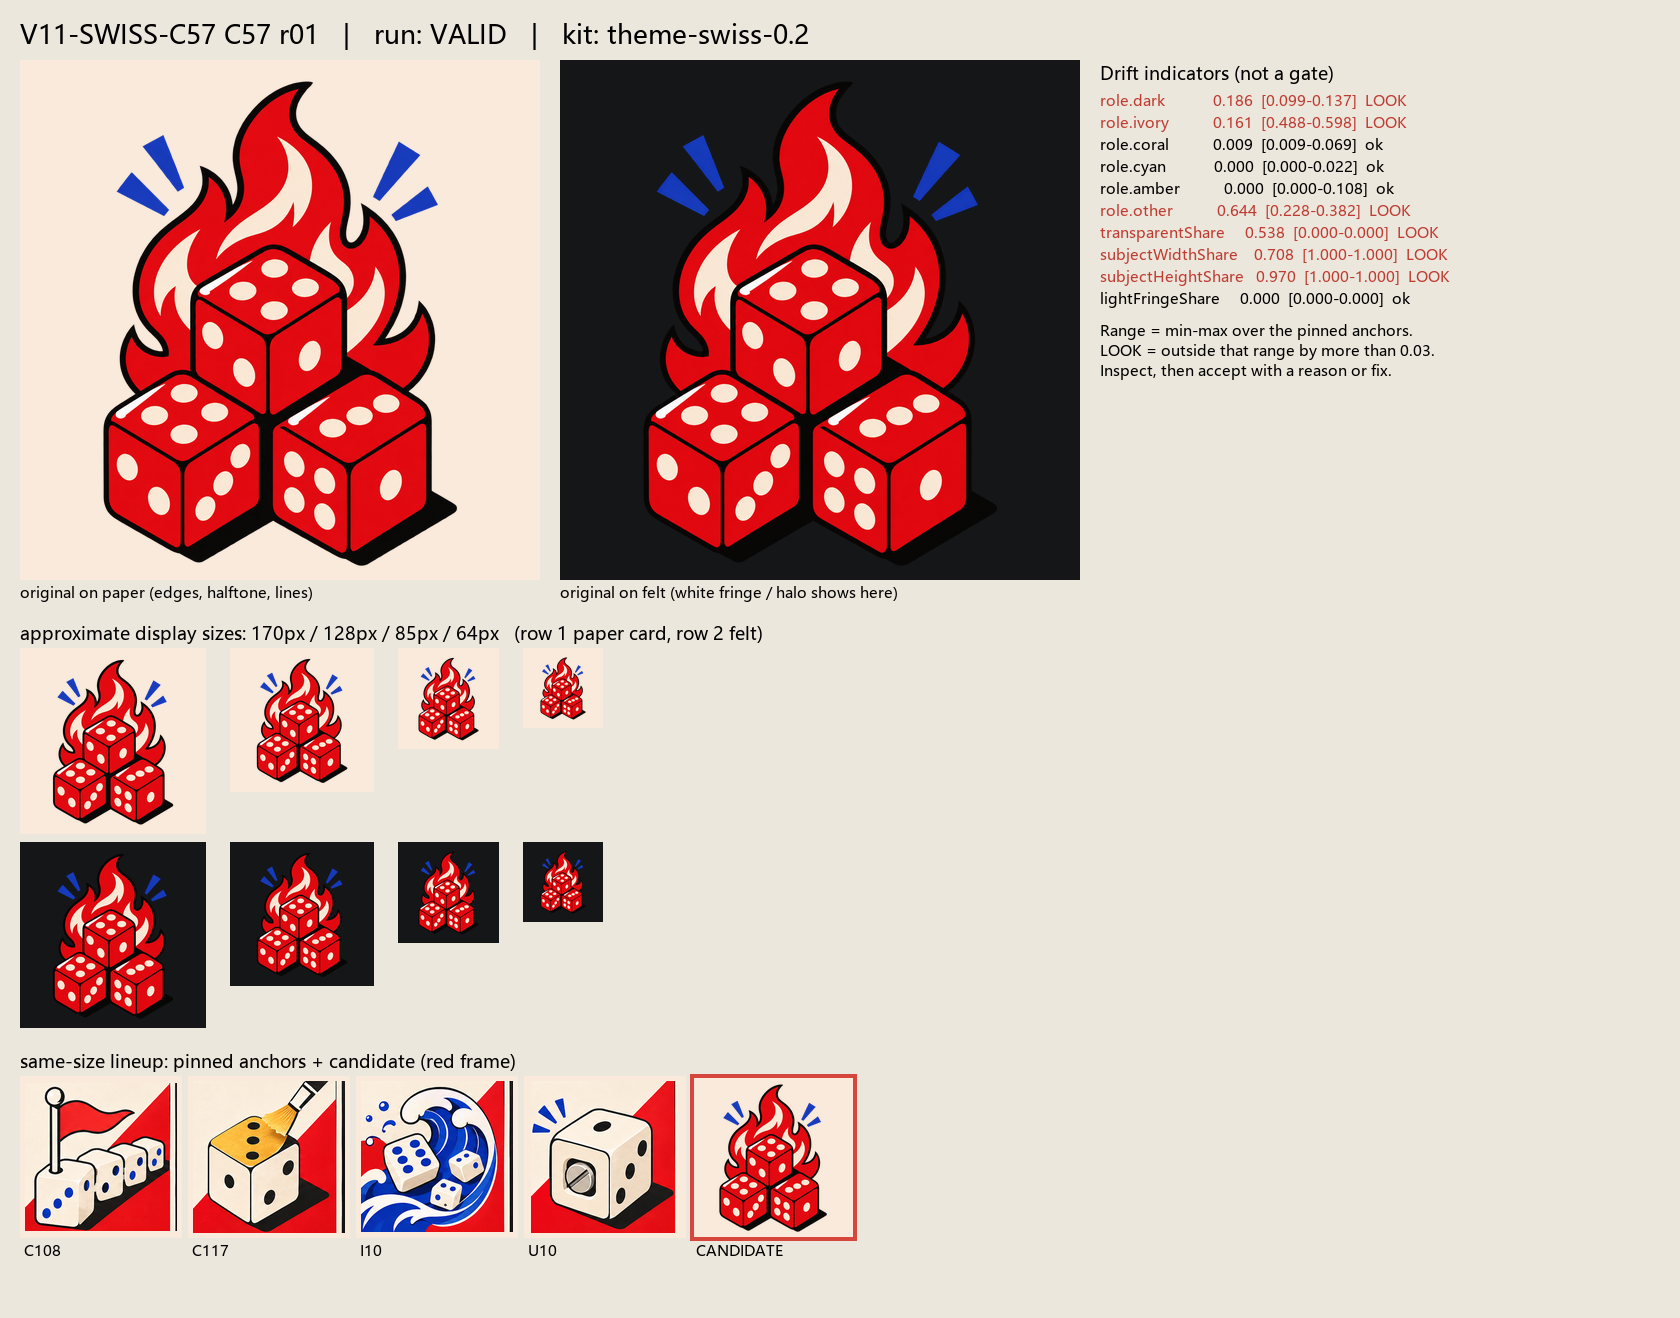 V11-SWISS-C57 C57 r01 | run: VALID | kit: theme-swiss-0.2
Drift indicators (not a gate)
role.dark 0.186 [0.099-0.137] LOOK
role.ivory 0.161 [0.488-0.598] LOOK
role.coral 0.009 [0.009-0.069] ok
role.cyan 0.000 [0.000-0.022] ok
role.amber 0.000 [0.000-0.108] ok
role.other 0.644 [0.228-0.382] LOOK
transparentShare 0.538 [0.000-0.000] LOOK
subjectWidthShare 0.708 [1.000-1.000] LOOK
subjectHeightShare 0.970 [1.000-1.000] LOOK
lightFringeShare 0.000 [0.000-0.000] ok
Range = min-max over the pinned anchors.
LOOK = outside that range by more than 0.03.
Inspect, then accept with a reason or fix.
original on paper (edges, halftone, lines)
original on felt (white fringe / halo shows here)
approximate display sizes: 170px / 128px / 85px / 64px (row 1 paper card, row 2 felt)
same-size lineup: pinned anchors + candidate (red frame)
C108
C117
I10
U10
CANDIDATE